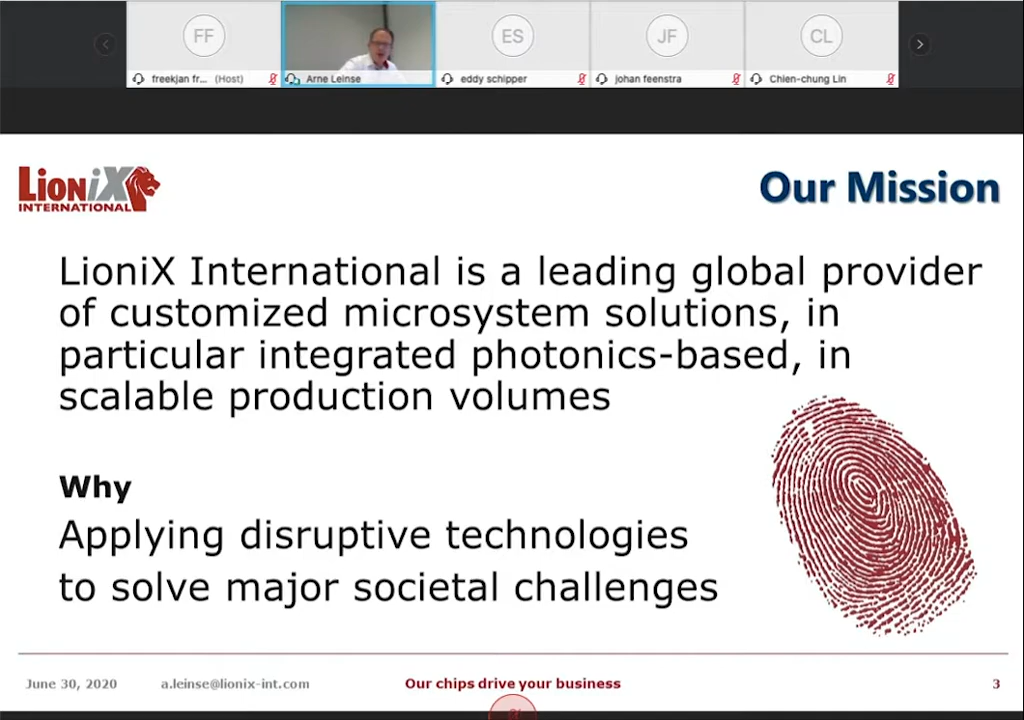 FF
ES
JF
CL
freekjan fr... (Host)
Arne Leinse
eddy schipper
johan feenstra
Chien-chung Lin
LioniX
INTERNATIONAL
Our Mission
LioniX International is a leading global provider
of customized microsystem solutions, in
particular integrated photonics-based, in
scalable production volumes
Why
Applying disruptive technologies
to solve major societal challenges
June 30, 2020
a.leinse@lionix-int.com
Our chips drive your business
3